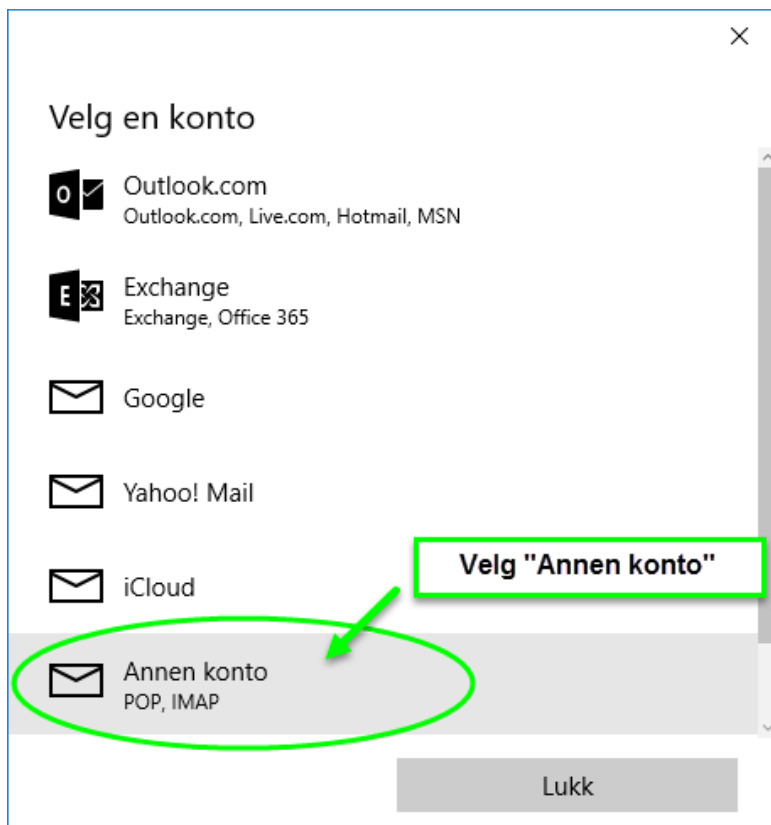 Velg en konto
Outlook.com
Outlook.com, Live.com, Hotmail, MSN
Exchange
Exchange, Office 365
Google
Yahoo! Mail
Velg "Annen konto"
iCloud
Annen konto
POP, IMAP
Lukk